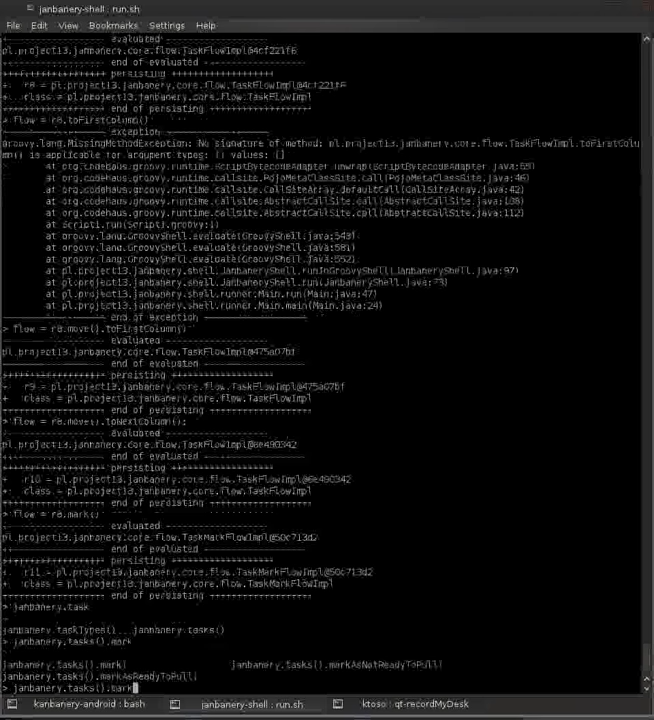 janbanery-shell : run.sh
File Edit View Bookmarks Settings Help
evaluated
pl.project13.janbanery.core.flow.TaskFlowImpl@4cf221f6
end of evaluated
persisting
+ r8 = pl.project13.janbanery.core.flow.TaskFlowImpl@4cf221f6
+ class = pl.project13.janbanery.core.flow.TaskFlowImpl
end of persisting
> flow = r8.toFirstColumn()
exception
groovy.lang.MissingMethodException: No signature of method: pl.project13.janbanery.core.flow.TaskFlowImpl.toFirstColu
mn() is applicable for argument types: () values: []
at org.codehaus.groovy.runtime.ScriptBytecodeAdapter.unwrap(ScriptBytecodeAdapter.java:55)
at org.codehaus.groovy.runtime.callsite.PojoMetaClassSite.call(PojoMetaClassSite.java:46)
at org.codehaus.groovy.runtime.callsite.CallSiteArray.defaultCall(CallSiteArray.java:42)
at org.codehaus.groovy.runtime.callsite.AbstractCallSite.call(AbstractCallSite.java:108)
at org.codehaus.groovy.runtime.callsite.AbstractCallSite.call(AbstractCallSite.java:112)
at Script1.run(Script1.groovy:1)
at groovy.lang.GroovyShell.evaluate(GroovyShell.java:543)
at groovy.lang.GroovyShell.evaluate(GroovyShell.java:581)
at groovy.lang.GroovyShell.evaluate(GroovyShell.java:552)
at pl.project13.janbanery.shell.JanbaneryShell.runInGroovyShell(JanbaneryShell.java:97)
at pl.project13.janbanery.shell.JanbaneryShell.run(JanbaneryShell.java:73)
at pl.project13.janbanery.shell.runner.Main.run(Main.java:47)
at pl.project13.janbanery.shell.runner.Main.main(Main.java:24)
end of exception
> flow = r8.move().toFirstColumn()
evaluated
pl.project13.janbanery.core.flow.TaskFlowImpl@475a07bf
end of evaluated
persisting
+ r9 = pl.project13.janbanery.core.flow.TaskFlowImpl@475a07bf
+ class = pl.project13.janbanery.core.flow.TaskFlowImpl
end of persisting
> flow = r8.move().toNextColumn();
evaluated
pl.project13.janbanery.core.flow.TaskFlowImpl@6e490342
end of evaluated
persisting
+ r10 = pl.project13.janbanery.core.flow.TaskFlowImpl@6e490342
+ class = pl.project13.janbanery.core.flow.TaskFlowImpl
end of persisting
> flow = r8.mark()
evaluated
pl.project13.janbanery.core.flow.TaskMarkFlowImpl@50c713d2
end of evaluated
persisting
+ r11 = pl.project13.janbanery.core.flow.TaskMarkFlowImpl@50c713d2
+ class = pl.project13.janbanery.core.flow.TaskMarkFlowImpl
end of persisting
> janbanery.task
janbanery.taskTypes() janbanery.tasks()
> janbanery.tasks().mark
janbanery.tasks().mark( janbanery.tasks().markAsNotReadyToPull(
janbanery.tasks().markAsReadyToPull(
> janbanery.tasks().mark
kanbanery-android : bash janbanery-shell : run.sh ktoso : qt-recordMyDesk